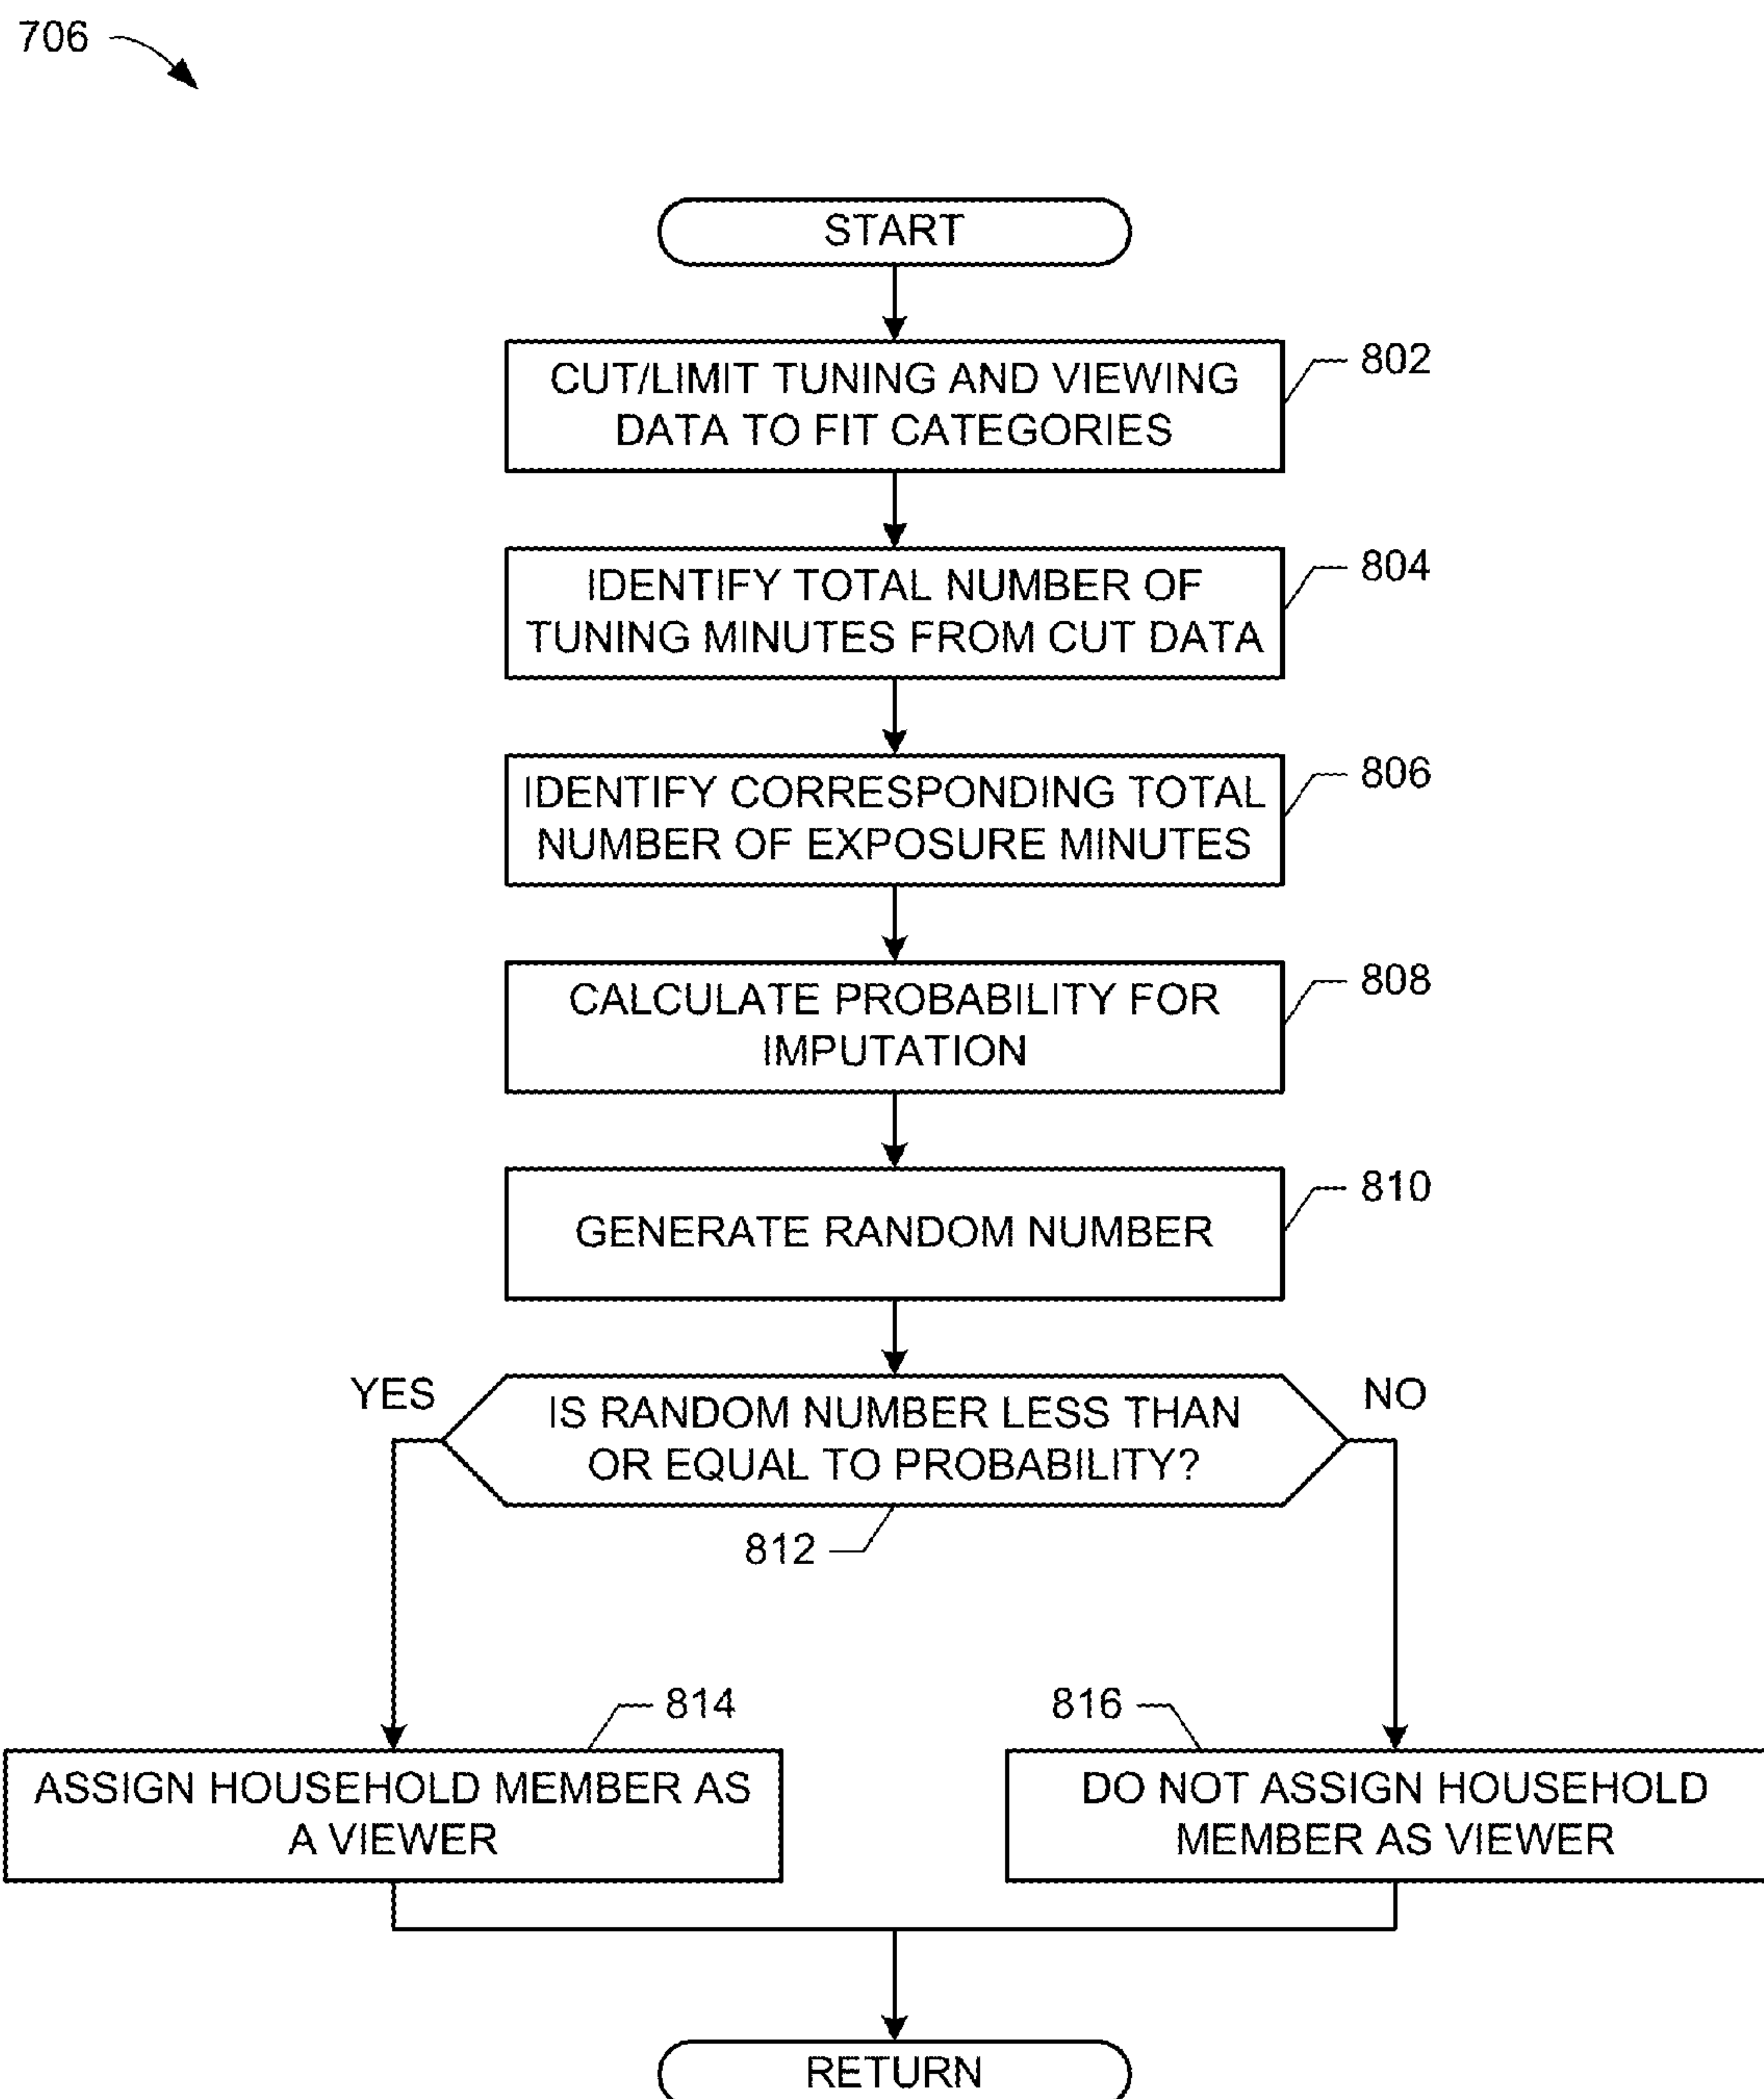 706
START
CUT/LIMIT TUNING AND VIEWING
DATA TO FIT CATEGORIES
802
IDENTIFY TOTAL NUMBER OF
TUNING MINUTES FROM CUT DATA
804
IDENTIFY CORRESPONDING TOTAL
NUMBER OF EXPOSURE MINUTES
806
CALCULATE PROBABILITY FOR
IMPUTATION
808
GENERATE RANDOM NUMBER
810
YES
IS RANDOM NUMBER LESS THAN
OR EQUAL TO PROBABILITY?
NO
812
814
ASSIGN HOUSEHOLD MEMBER AS
A VIEWER
816
DO NOT ASSIGN HOUSEHOLD
MEMBER AS VIEWER
RETURN